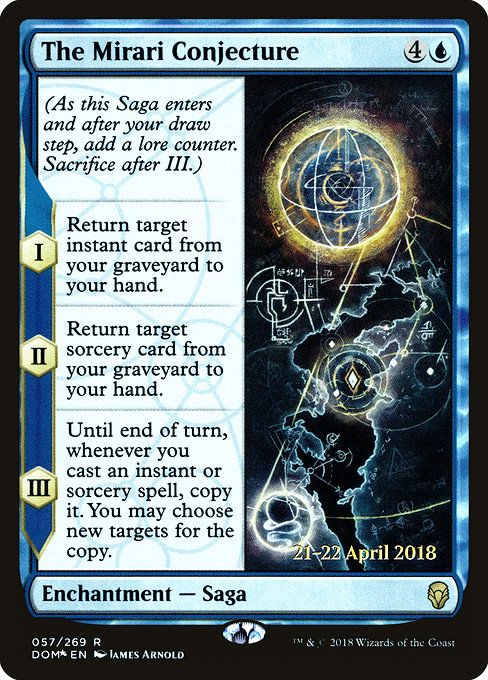 The Mirari Conjecture 4
(As this Saga enters
and after your draw
step, add a lore counter.
Sacrifice after III.)
I
Return target
instant card from
your graveyard to
your hand.
II
Return target
sorcery card from
your graveyard to
your hand.
III
Until end of turn,
whenever you
cast an instant or
sorcery spell, copy
it. You may choose
new targets for the
copy.
21–22 April 2018
Enchantment — Saga
057/269 R
DOM★EN James Arnold
™ & © 2018 Wizards of the Coast